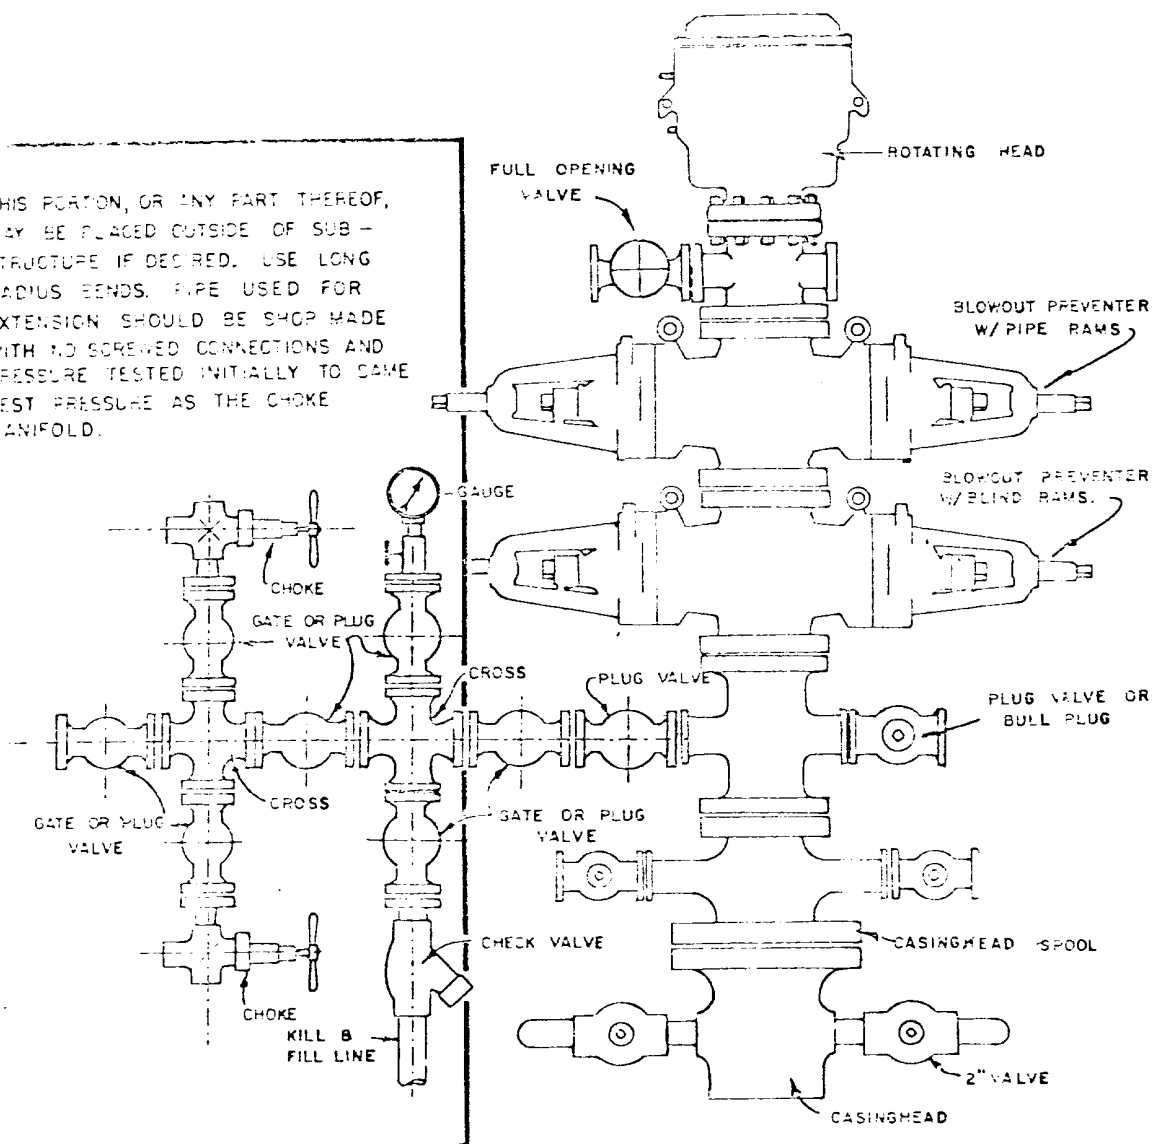 ROTATING HEAD
FULL OPENING
VALVE
HIS PORTION, OR ANY PART THEREOF,
AY BE PLACED OUTSIDE OF SUB-
TRUCTURE IF DESIRED. USE LONG
ADIUS BENDS. PIPE USED FOR
XTENSION SHOULD BE SHOP MADE
ITH NO SCREWED CONNECTIONS AND
RESSURE TESTED INITIALLY TO SAME
EST PRESSURE AS THE CHOKE
ANIFOLD.
BLOWOUT PREVENTER
W/ PIPE RAMS
BLOWOUT PREVENTER
W/ BLIND RAMS.
GAUGE
CHOKE
GATE OR PLUG
VALVE
CROSS
PLUG VALVE
PLUG VALVE OR
BULL PLUG
CROSS
GATE OR PLUG
VALVE
GATE OR PLUG
VALVE
CHECK VALVE
CASINGHEAD SPOOL
CHOKE
KILL &
FILL LINE
2" VALVE
CASINGHEAD